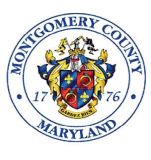 MONTGOMERY COUNTY
17 76
GARDEZ BIEN
MARYLAND